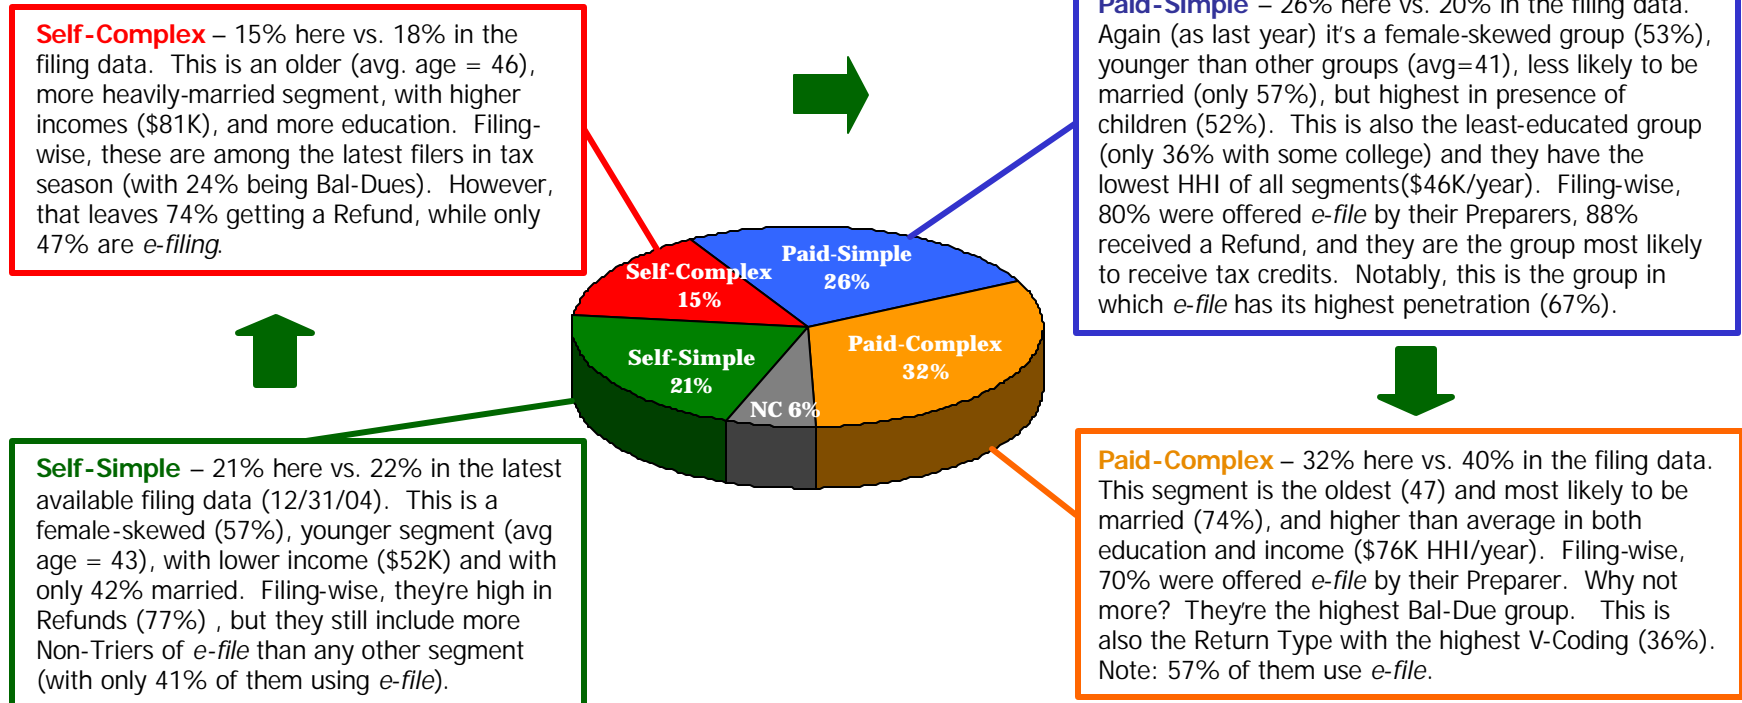 Self-Complex – 15% here vs. 18% in the
filing data. This is an older (avg. age = 46),
more heavily-married segment, with higher
incomes ($81K), and more education. Filing-
wise, these are among the latest filers in tax
season (with 24% being Bal-Dues). However,
that leaves 74% getting a Refund, while only
47% are e-filing.
Paid-Simple – 26% here vs. 20% in the filing data.
Again (as last year) it's a female-skewed group (53%),
younger than other groups (avg=41), less likely to be
married (only 57%), but highest in presence of
children (52%). This is also the least-educated group
(only 36% with some college) and they have the
lowest HHI of all segments($46K/year). Filing-wise,
80% were offered e-file by their Preparers, 88%
received a Refund, and they are the group most likely
to receive tax credits. Notably, this is the group in
which e-file has its highest penetration (67%).
Paid-Simple
26%
Self-Complex
15%
Paid-Complex
32%
Self-Simple
21%
NC 6%
Self-Simple – 21% here vs. 22% in the latest
available filing data (12/31/04). This is a
female-skewed (57%), younger segment (avg
age = 43), with lower income ($52K) and with
only 42% married. Filing-wise, they're high in
Refunds (77%) , but they still include more
Non-Triers of e-file than any other segment
(with only 41% of them using e-file).
Paid-Complex – 32% here vs. 40% in the filing data.
This segment is the oldest (47) and most likely to be
married (74%), and higher than average in both
education and income ($76K HHI/year). Filing-wise,
70% were offered e-file by their Preparer. Why not
more? They're the highest Bal-Due group. This is
also the Return Type with the highest V-Coding (36%).
Note: 57% of them use e-file.